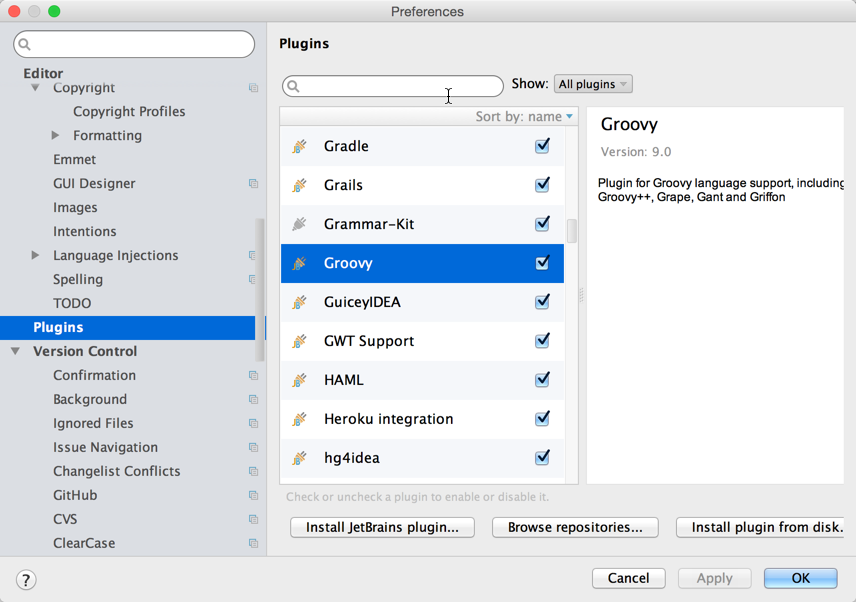 Preferences
Editor
Copyright
Copyright Profiles
Formatting
Emmet
GUI Designer
Images
Intentions
Language Injections
Spelling
TODO
Plugins
Version Control
Confirmation
Background
Ignored Files
Issue Navigation
Changelist Conflicts
GitHub
CVS
ClearCase
?
Plugins
Show: All plugins
Sort by: name
Gradle
Grails
Grammar-Kit
Groovy
GuiceyIDEA
GWT Support
HAML
Heroku integration
hg4idea
Check or uncheck a plugin to enable or disable it.
Install JetBrains plugin... Browse repositories... Install plugin from disk.
Groovy
Version: 9.0
Plugin for Groovy language support, including
Groovy++, Grape, Gant and Griffon
Cancel Apply OK